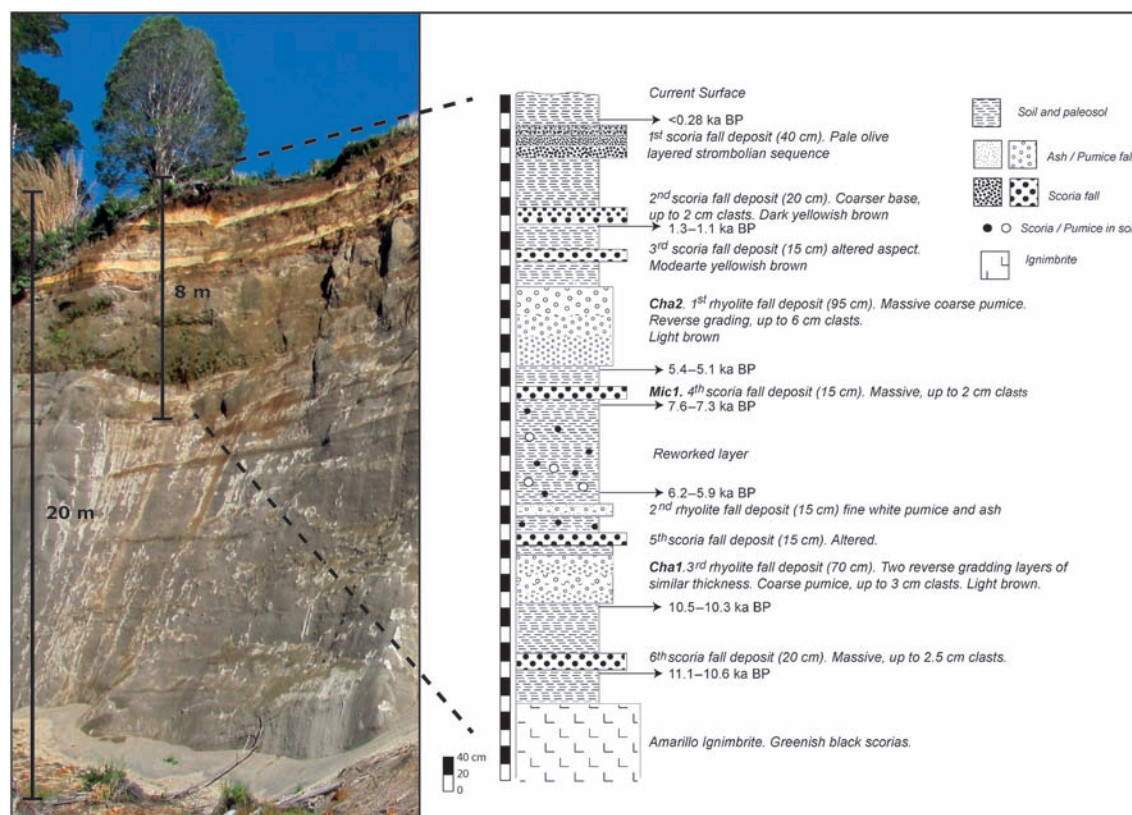 8 m
20 m
Current Surface
<0.28 ka BP
1st scoria fall deposit (40 cm). Pale olive
layered strombolian sequence
2nd scoria fall deposit (20 cm). Coarser base,
up to 2 cm clasts. Dark yellowish brown
1.3–1.1 ka BP
3rd scoria fall deposit (15 cm) altered aspect.
Modearte yellowish brown
Cha2. 1st rhyolite fall deposit (95 cm). Massive coarse pumice.
Reverse grading, up to 6 cm clasts.
Light brown
5.4–5.1 ka BP
Mic1. 4th scoria fall deposit (15 cm). Massive, up to 2 cm clasts
7.6–7.3 ka BP
Reworked layer
6.2–5.9 ka BP
2nd rhyolite fall deposit (15 cm) fine white pumice and ash
5th scoria fall deposit (15 cm). Altered.
Cha1.3rd rhyolite fall deposit (70 cm). Two reverse gradding layers of
similar thickness. Coarse pumice, up to 3 cm clasts. Light brown.
10.5–10.3 ka BP
6th scoria fall deposit (20 cm). Massive, up to 2.5 cm clasts.
11.1–10.6 ka BP
Amarillo Ignimbrite. Greenish black scorias.
40 cm
20
0
Soil and paleosol
Ash / Pumice fall
Scoria fall
Scoria / Pumice in soil
Ignimbrite